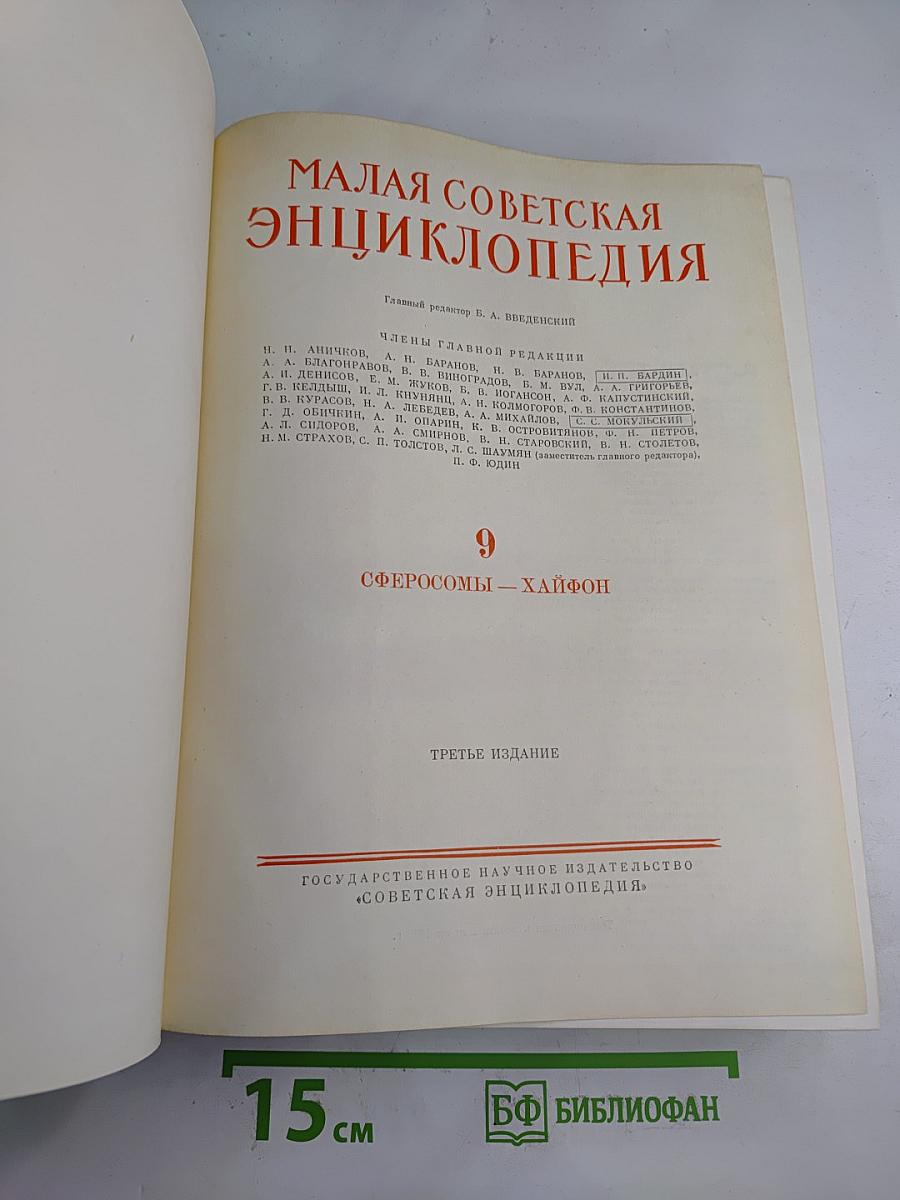 МАЛАЯ СОВЕТСКАЯ
ЭНЦИКЛОПЕДИЯ
Главный редактор Б. А. ВВЕДЕНСКИЙ
ЧЛЕНЫ ГЛАВНОЙ РЕДАКЦИИ
Н. Н. АНИЧКОВ, А. Н. БАРАНОВ, Н. В. БАРАНОВ, И. П. БАРДИН,
А. А. БЛАГОНРАВОВ, В. В. ВИНОГРАДОВ, Б. М. ВУЛ, А. А. ГРИГОРЬЕВ,
А. И. ДЕНИСОВ, Е. М. ЖУКОВ, Б. В. ИОГАНСОН, А. Ф. КАПУСТИНСКИЙ,
Г. В. КЕЛДЫШ, И. Л. КНУНЯНЦ, А. Н. КОЛМОГОРОВ, Ф. В. КОНСТАНТИНОВ,
В. В. КУРАСОВ, Н. А. ЛЕБЕДЕВ, А. А. МИХАЙЛОВ, С. С. МОКУЛЬСКИЙ,
Г. Д. ОБИЧКИН, А. И. ОПАРИН, К. В. ОСТРОВИТЯНОВ, Ф. Н. ПЕТРОВ,
А. Л. СИДОРОВ, А. А. СМИРНОВ, В. Н. СТАРОВСКИЙ, В. Н. СТОЛЕТОВ,
Н. М. СТРАХОВ, С. П. ТОЛСТОВ, Л. С. ШАУМЯН (заместитель главного редактора),
П. Ф. ЮДИН
9
СФЕРОСОМЫ — ХАЙФОН
ТРЕТЬЕ ИЗДАНИЕ
ГОСУДАРСТВЕННОЕ НАУЧНОЕ ИЗДАТЕЛЬСТВО
«СОВЕТСКАЯ ЭНЦИКЛОПЕДИЯ»
15 см
БФ БИБЛИОФАН